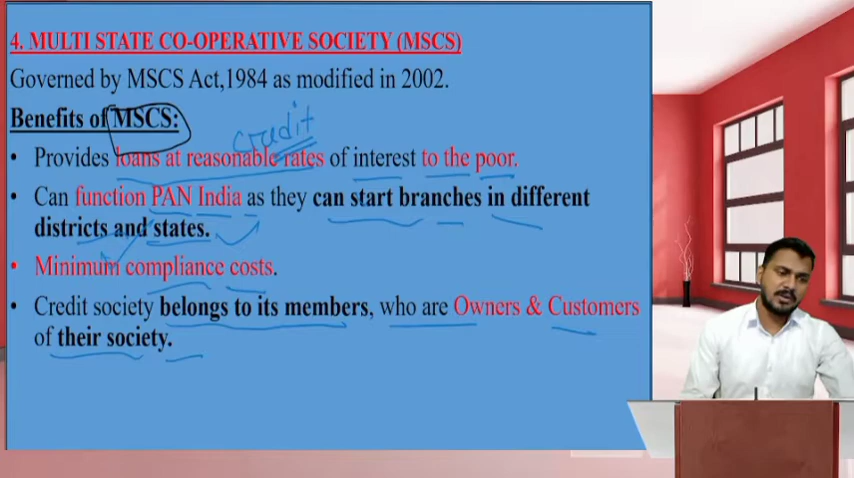 4. MULTI STATE CO-OPERATIVE SOCIETY (MSCS)
Governed by MSCS Act,1984 as modified in 2002.
Benefits of MSCS:
credit
• Provides loans at reasonable rates of interest to the poor.
• Can function PAN India as they can start branches in different
districts and states.
• Minimum compliance costs.
• Credit society belongs to its members, who are Owners & Customers
of their society.